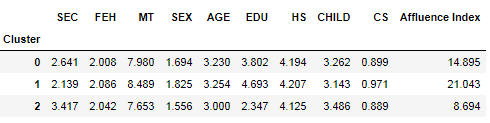 SEC FEH MT SEX AGE EDU HS CHILD CS Affluence Index
Cluster
0 2.641 2.008 7.980 1.694 3.230 3.802 4.194 3.262 0.899 14.895
1 2.139 2.086 8.489 1.825 3.254 4.693 4.207 3.143 0.971 21.043
2 3.417 2.042 7.653 1.556 3.000 2.347 4.125 3.486 0.889 8.694